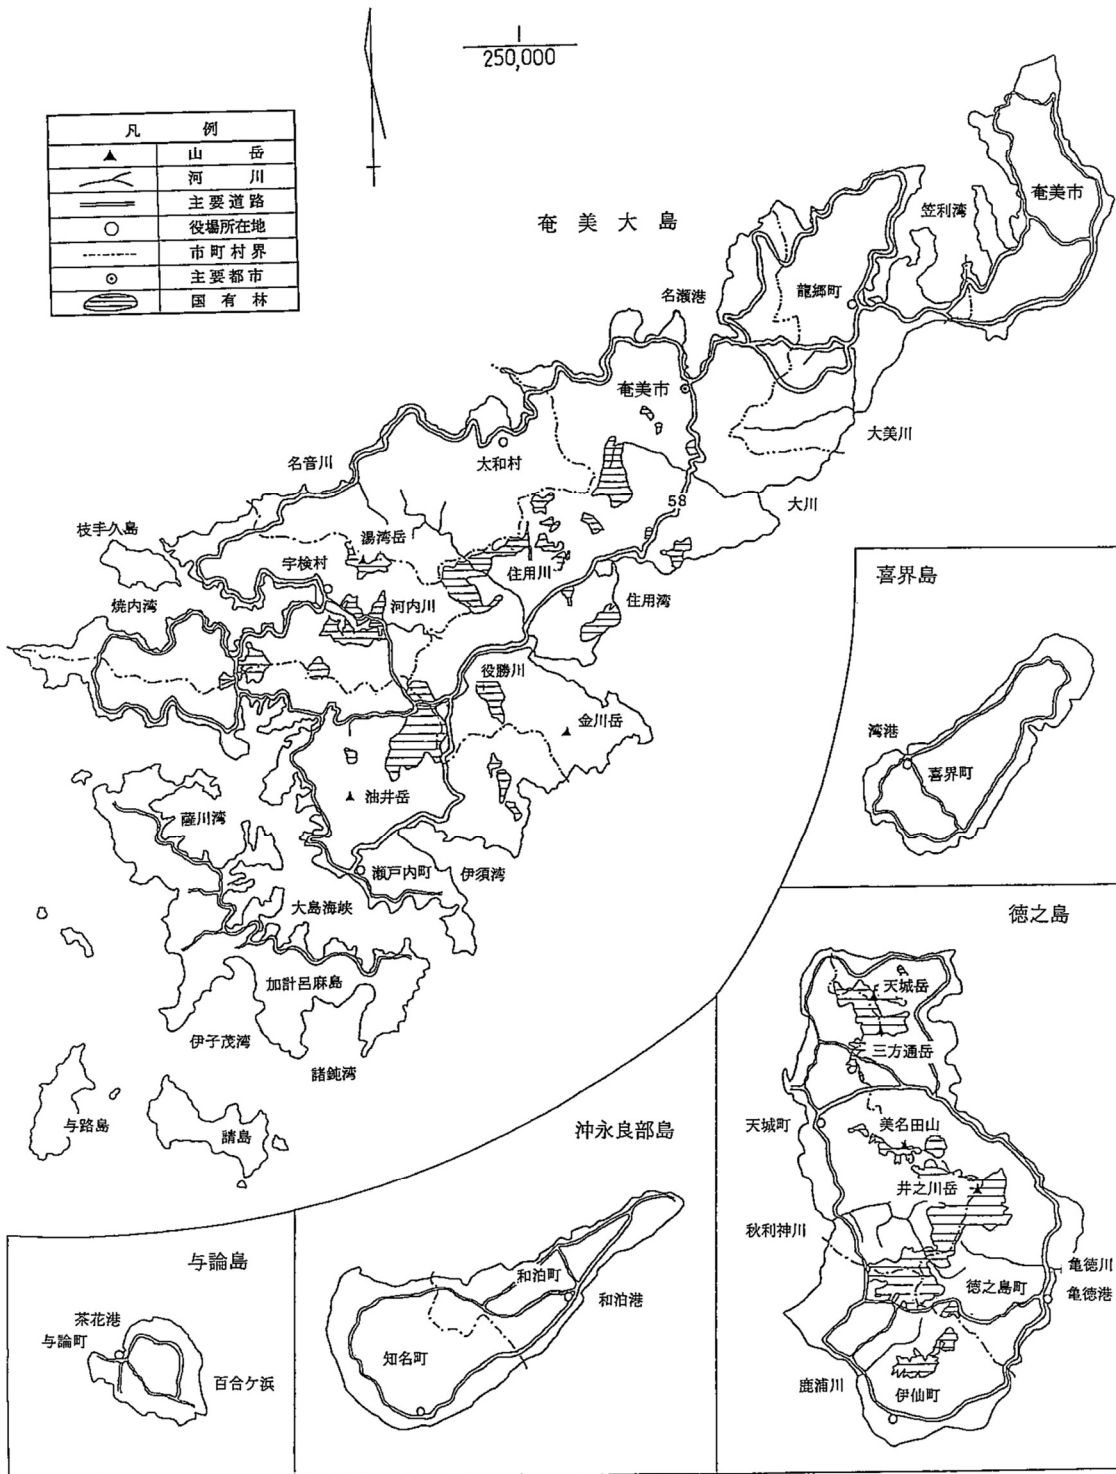 1
250,000
凡 例
山 岳
河 川
主要道路
役場所在地
市町村界
主要都市
国有林
奄美大島
奄美市
笠利湾
龍郷町
名瀬港
奄美市
大美川
大和村
名音川
大川
58
枝手久島
湯湾岳
宇検村
住用川
住用湾
焼内湾
河内川
役勝川
金川岳
油井岳
薩川湾
瀬戸内町
伊須湾
大島海峡
加計呂麻島
伊子茂湾
諸鈍湾
与路島
請島
喜界島
湾港
喜界町
徳之島
天城岳
三方通岳
天城町
美名田山
井之川岳
秋利神川
亀徳川
徳之島町
亀徳港
鹿浦川
伊仙町
沖永良部島
和泊町
和泊港
知名町
与論島
茶花港
与論町
百合ケ浜